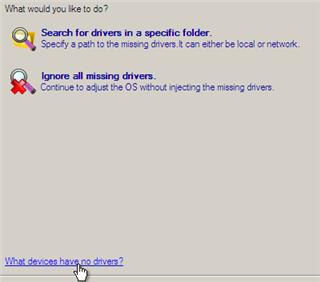 What would you like to do?
Search for drivers in a specific folder.
Specify a path to the missing drivers.It can either be local or network.
Ignore all missing drivers.
Continue to adjust the OS without injecting the missing drivers.
What devices have no drivers?